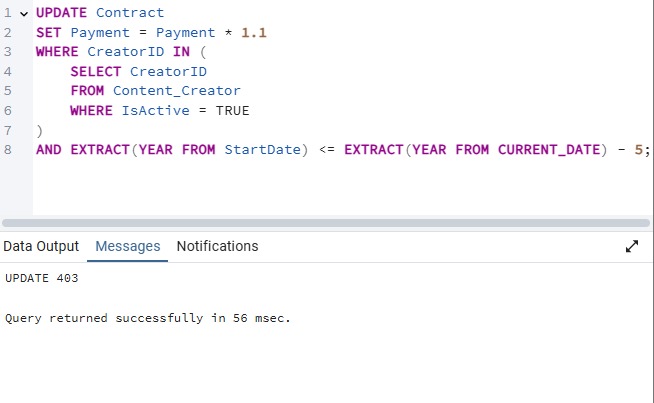 1 UPDATE Contract
2 SET Payment = Payment * 1.1
3 WHERE CreatorID IN (
4 SELECT CreatorID
5 FROM Content_Creator
6 WHERE IsActive = TRUE
7 )
8 AND EXTRACT(YEAR FROM StartDate) <= EXTRACT(YEAR FROM CURRENT_DATE) - 5;
Data Output Messages Notifications
UPDATE 403
Query returned successfully in 56 msec.